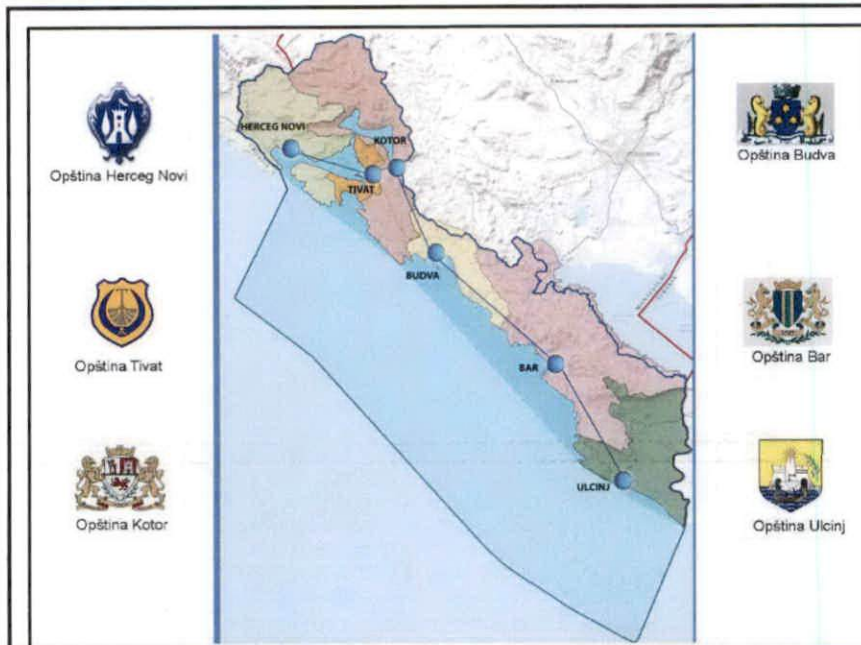 Opština Herceg Novi
Opština Tivat
Opština Kotor
HERCEG NOVI
KOTOR
TIVAT
BUDVA
BAR
ULCINJ
Opština Budva
Opština Bar
Opština Ulcinj